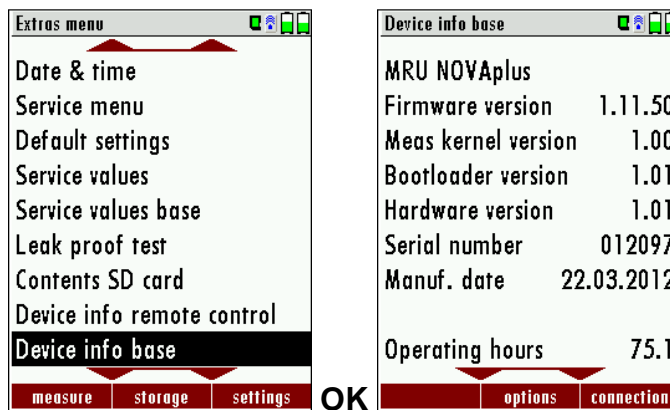 Extras menu
Date & time
Service menu
Default settings
Service values
Service values base
Leak proof test
Contents SD card
Device info remote control
Device info base
measure storage settings
OK
Device info base
MRU NOVAplus
Firmware version 1.11.50
Meas kernel version 1.00
Bootloader version 1.01
Hardware version 1.01
Serial number 012097
Manuf. date 22.03.2012
Operating hours 75.1
options connection